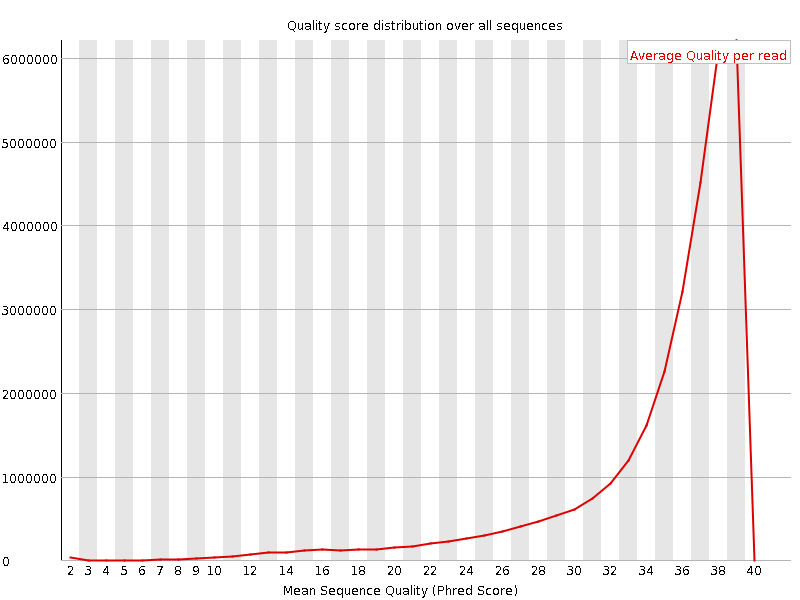 Quality score distribution over all sequences
Average Quality per read
6000000
5000000
4000000
3000000
2000000
1000000
0
2 3 4 5 6 7 8 9 10 12 14 16 18 20 22 24 26 28 30 32 34 36 38 40
Mean Sequence Quality (Phred Score)